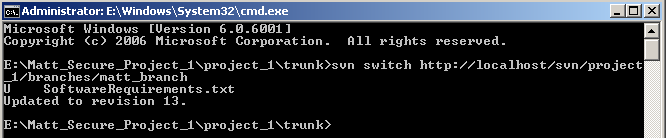 Administrator: E:\Windows\System32\cmd.exe
Microsoft Windows [Version 6.0.6001]
Copyright (c) 2006 Microsoft Corporation.  All rights reserved.
E:\Matt_Secure_Project_1\project_1\trunk>svn switch http://localhost/svn/project
_1/branches/matt_branch
U    SoftwareRequirements.txt
Updated to revision 13.
E:\Matt_Secure_Project_1\project_1\trunk>